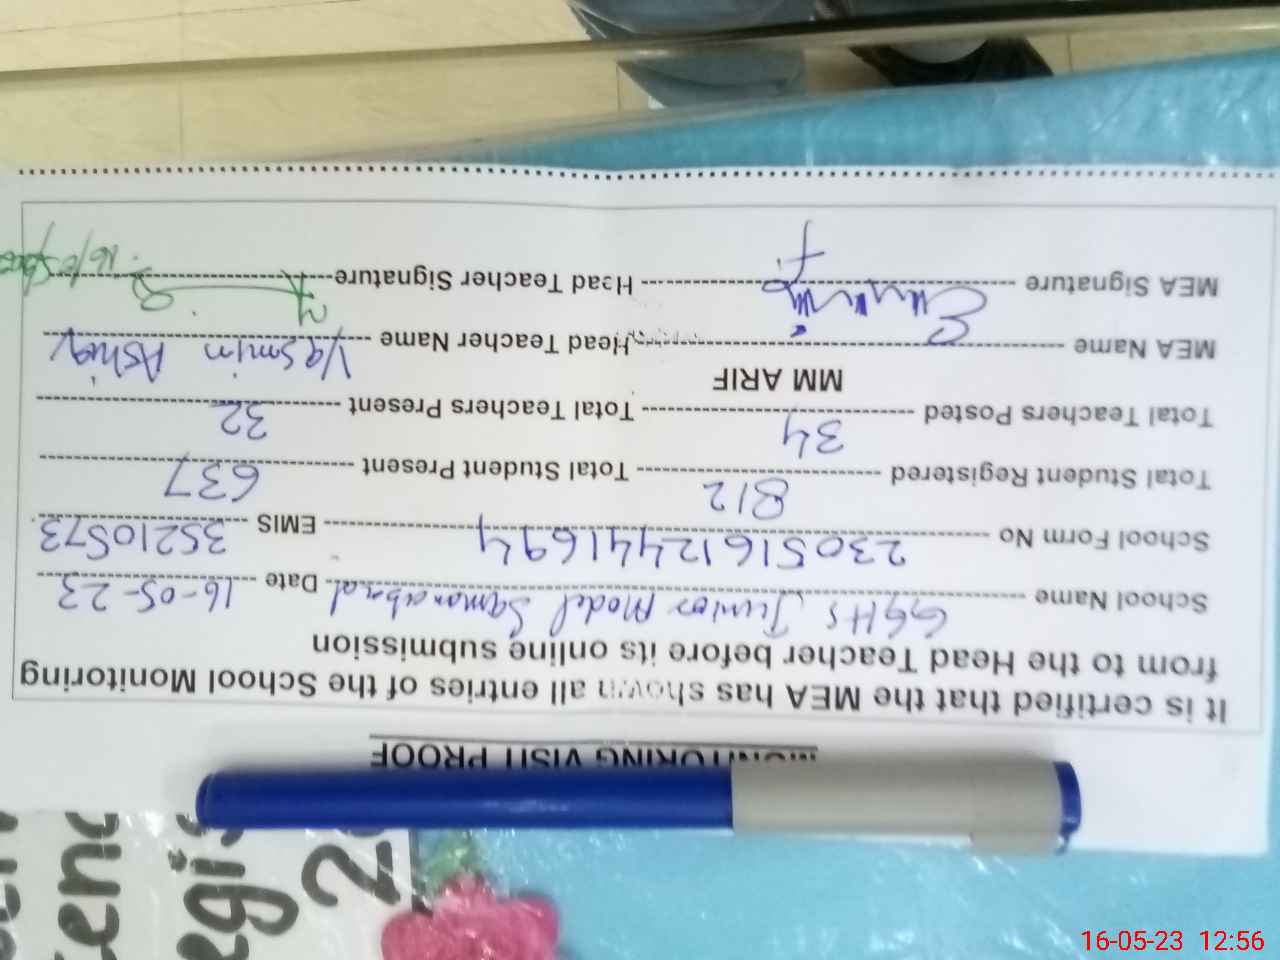 MONITORING VISIT PROOF
It is certified that the MEA has shown all entries of the School Monitoring
from to the Head Teacher before its online submission
School Name GGHS Junior Model Samanabad Date 16-05-23
School Form No 23051612441694 EMIS 35210573
Total Student Registered 812 Total Student Present 637
Total Teachers Posted 34 Total Teachers Present 32
MM ARIF
MEA Name Head Teacher Name Yasmin Ashiq
MEA Signature Head Teacher Signature
16-05-23 12:56